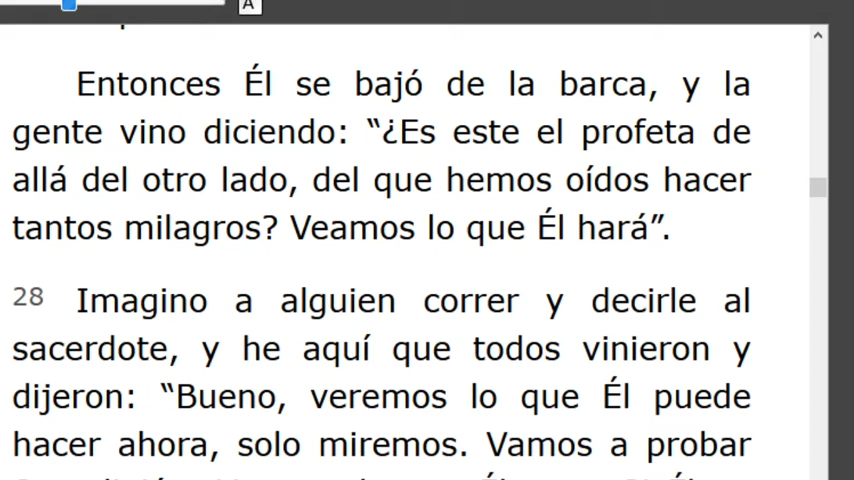 A
Entonces Él se bajó de la barca, y la
gente vino diciendo: “¿Es este el profeta de
allá del otro lado, del que hemos oídos hacer
tantos milagros? Veamos lo que Él hará”.
28 Imagino a alguien correr y decirle al
sacerdote, y he aquí que todos vinieron y
dijeron: “Bueno, veremos lo que Él puede
hacer ahora, solo miremos. Vamos a probar